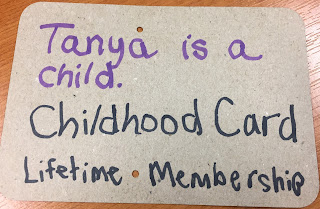 Tanya is a
child.
Childhood Card
Lifetime • Membership